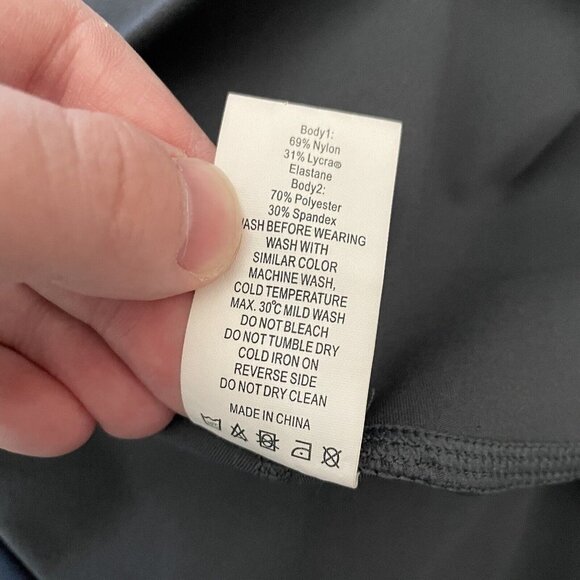 Body1:
69% Nylon
31% Lycra®
Elastane
Body2:
70% Polyester
30% Spandex
ASH BEFORE WEARING
WASH WITH
SIMILAR COLOR
MACHINE WASH,
COLD TEMPERATURE
MAX. 30°C MILD WASH
DO NOT BLEACH
DO NOT TUMBLE DRY
COLD IRON ON
REVERSE SIDE
DO NOT DRY CLEAN
MADE IN CHINA